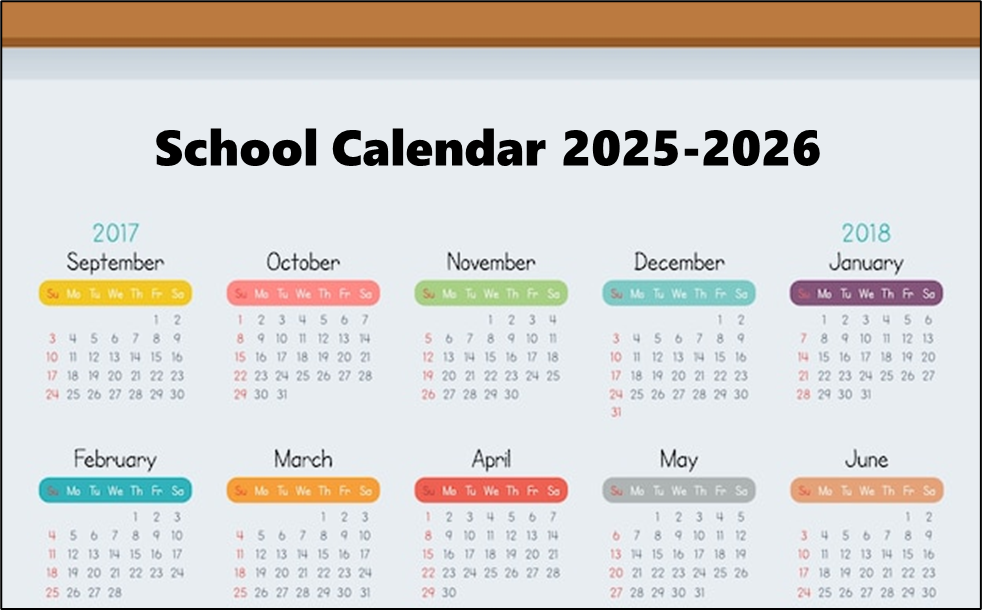 School Calendar 2025-2026
2017
September
Su Mo Tu We Th Fr Sa
1 2
3 4 5 6 7 8 9
10 11 12 13 14 15 16
17 18 19 20 21 22 23
24 25 26 27 28 29 30
October
Su Mo Tu We Th Fr Sa
1 2 3 4 5 6 7
8 9 10 11 12 13 14
15 16 17 18 19 20 21
22 23 24 25 26 27 28
29 30 31
November
Su Mo Tu We Th Fr Sa
1 2 3 4
5 6 7 8 9 10 11
12 13 14 15 16 17 18
19 20 21 22 23 24 25
26 27 28 29 30
December
Su Mo Tu We Th Fr Sa
1 2
3 4 5 6 7 8 9
10 11 12 13 14 15 16
17 18 19 20 21 22 23
24 25 26 27 28 29 30
31
2018
January
Su Mo Tu We Th Fr Sa
1 2 3 4 5 6
7 8 9 10 11 12 13
14 15 16 17 18 19 20
21 22 23 24 25 26 27
28 29 30 31
February
Su Mo Tu We Th Fr Sa
1 2 3
4 5 6 7 8 9 10
11 12 13 14 15 16 17
18 19 20 21 22 23 24
25 26 27 28
March
Su Mo Tu We Th Fr Sa
1 2 3
4 5 6 7 8 9 10
11 12 13 14 15 16 17
18 19 20 21 22 23 24
25 26 27 28 29 30 31
April
Su Mo Tu We Th Fr Sa
1 2 3 4 5 6 7
8 9 10 11 12 13 14
15 16 17 18 19 20 21
22 23 24 25 26 27 28
29 30
May
Su Mo Tu We Th Fr Sa
1 2 3 4 5
6 7 8 9 10 11 12
13 14 15 16 17 18 19
20 21 22 23 24 25 26
27 28 29 30 31
June
Su Mo Tu We Th Fr Sa
1 2
3 4 5 6 7 8 9
10 11 12 13 14 15 16
17 18 19 20 21 22 23
24 25 26 27 28 29 30